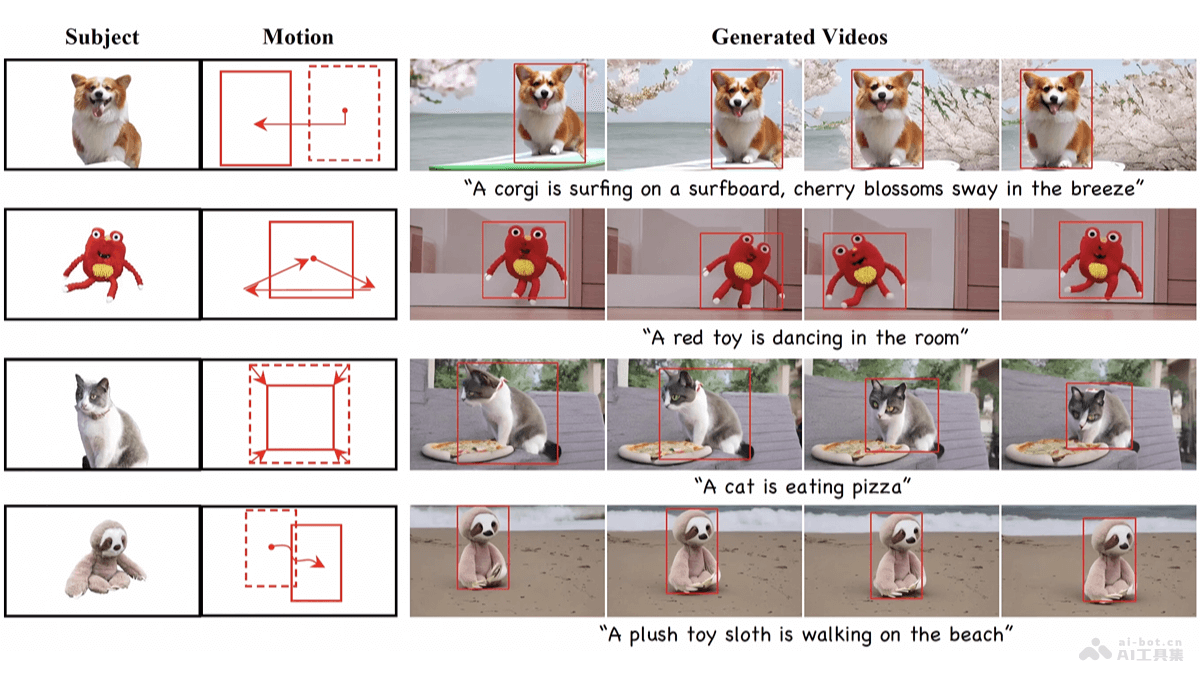 Subject
Motion
Generated Videos
“A corgi is surfing on a surfboard, cherry blossoms sway in the breeze”
“A red toy is dancing in the room”
“A cat is eating pizza”
“A plush toy sloth is walking on the beach”
ai-bot.cn
AI工具集